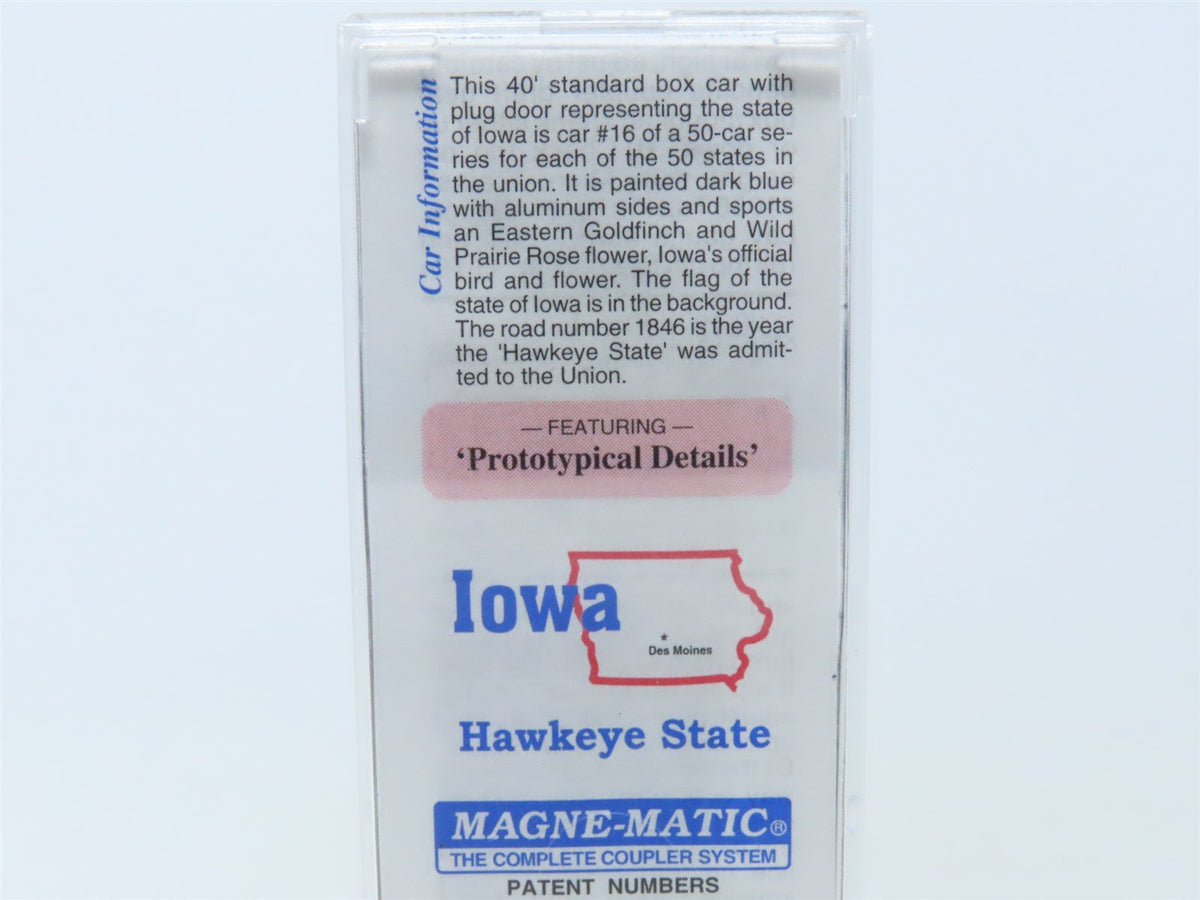 Car Information
This 40' standard box car with
plug door representing the state
of Iowa is car #16 of a 50-car se-
ries for each of the 50 states in
the union. It is painted dark blue
with aluminum sides and sports
an Eastern Goldfinch and Wild
Prairie Rose flower, Iowa's official
bird and flower. The flag of the
state of Iowa is in the background.
The road number 1846 is the year
the 'Hawkeye State' was admit-
ted to the Union.
— FEATURING —
‘Prototypical Details’
Iowa
Des Moines
Hawkeye State
MAGNE-MATIC®
THE COMPLETE COUPLER SYSTEM
PATENT NUMBERS